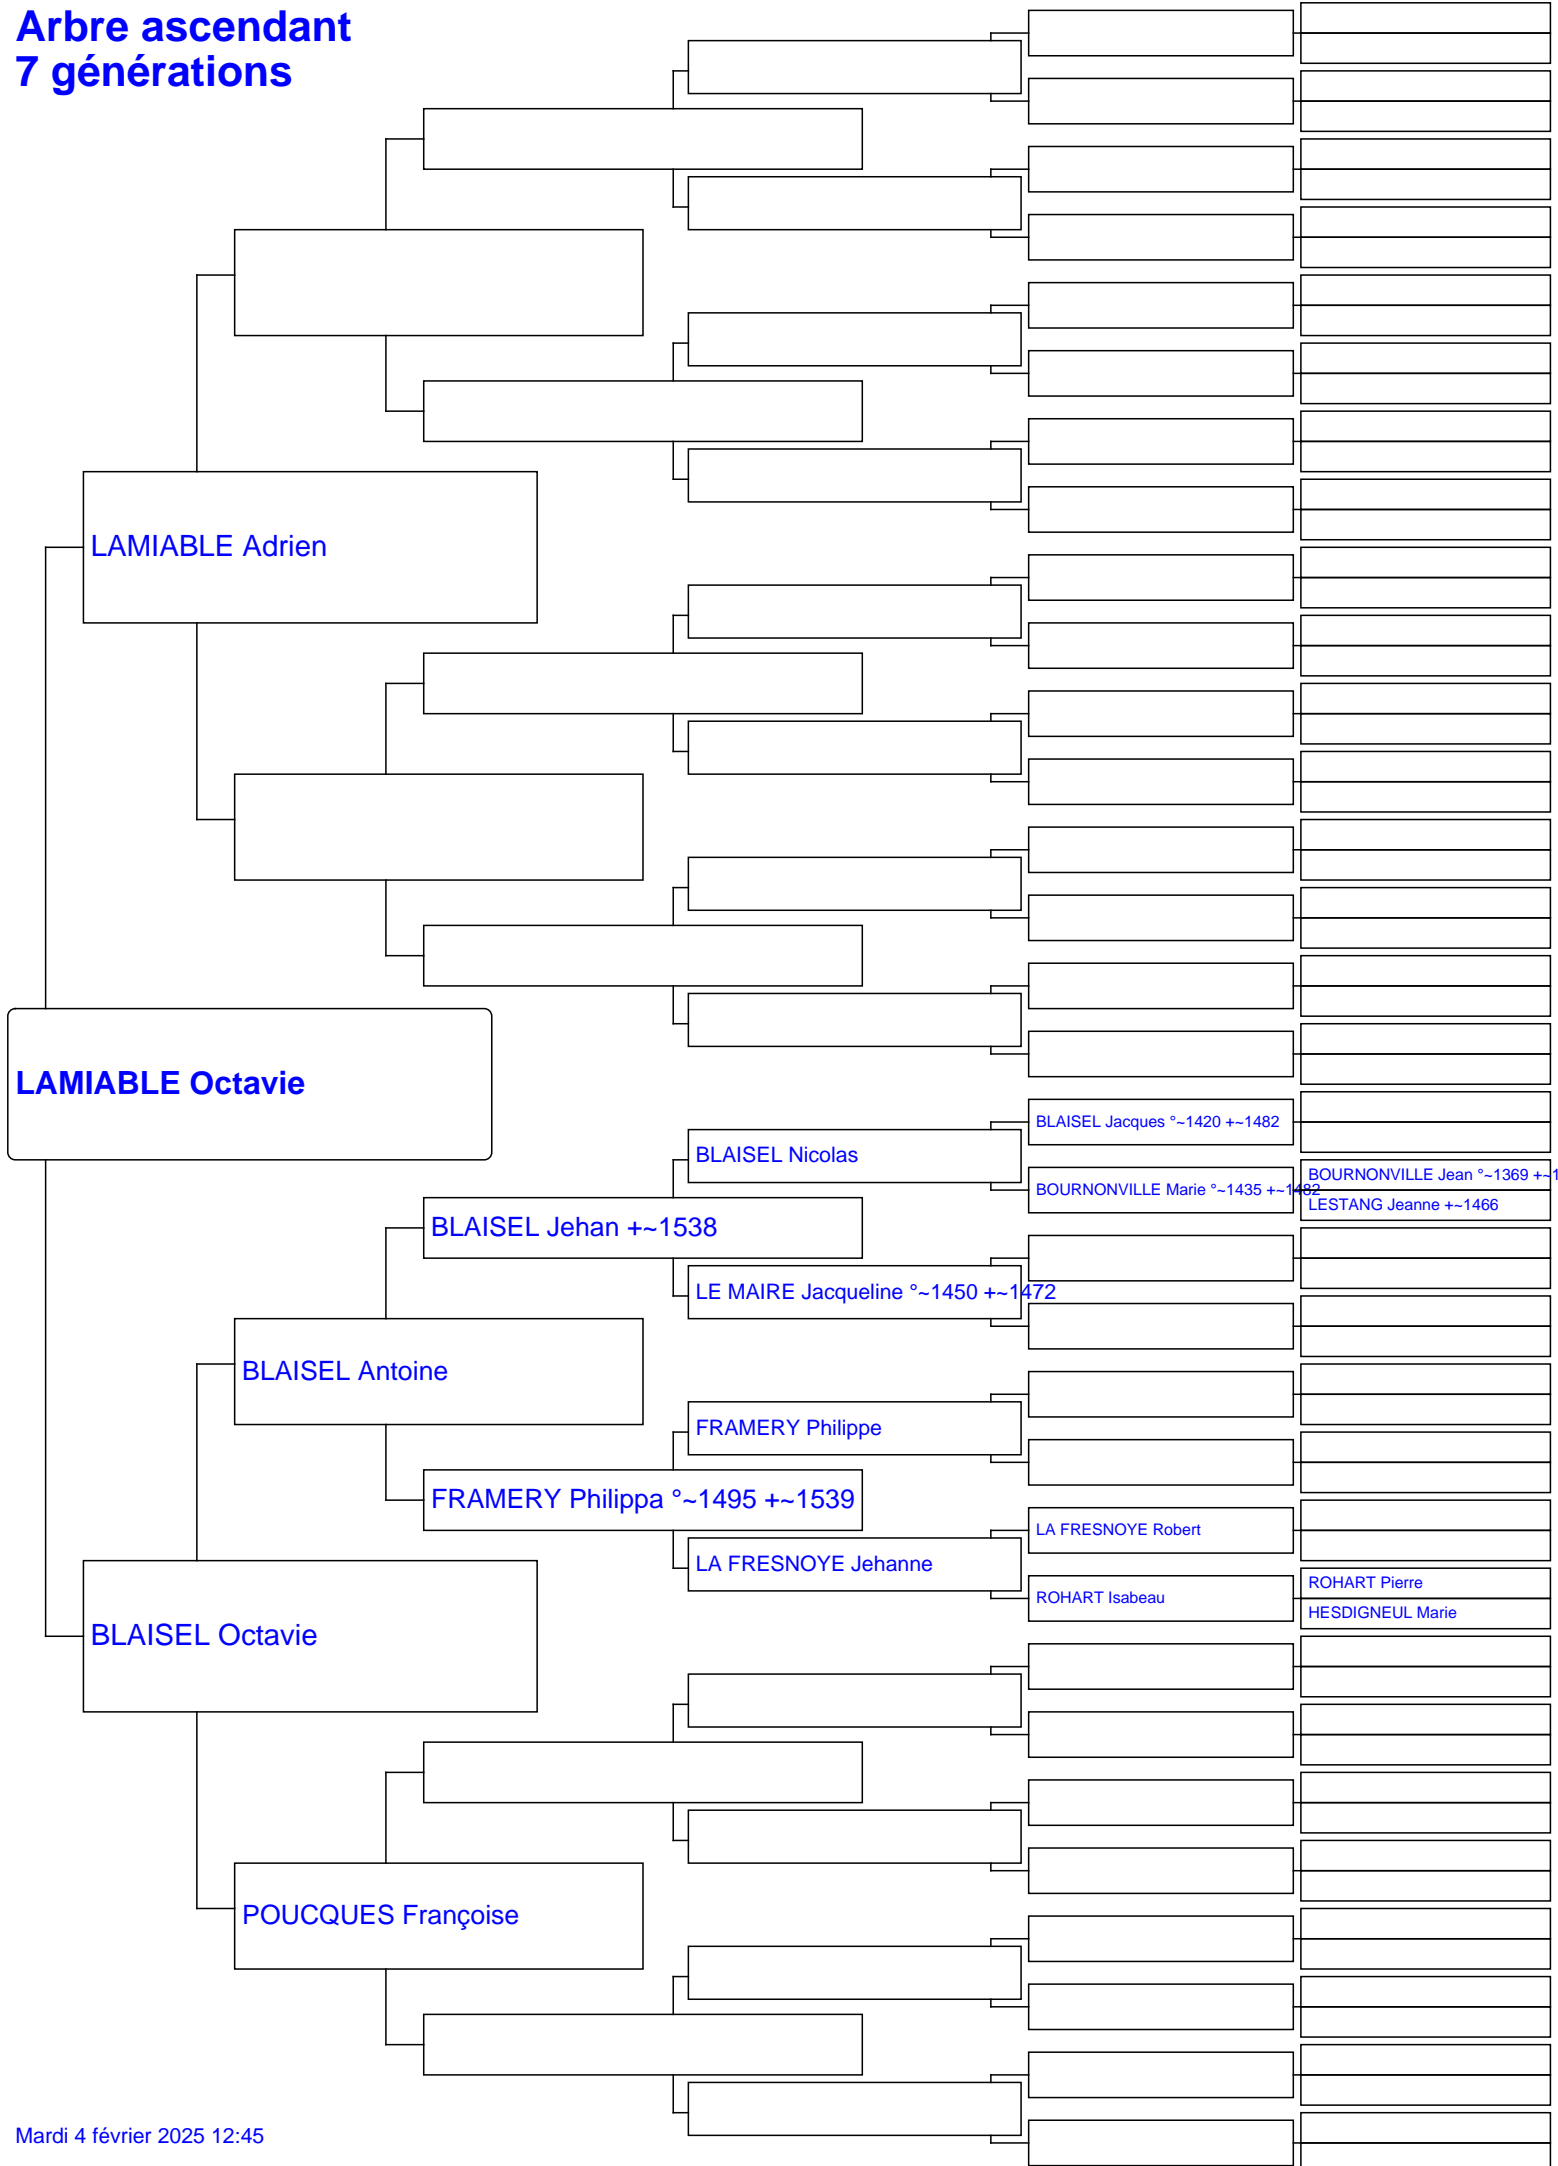 Arbre ascendant
7 générations
LAMIABLE Adrien
LAMIABLE Octavie
BLAISEL Jacques °~1420 +~1482
BLAISEL Nicolas
BOURNONVILLE Jean °~1369 +~1
BOURNONVILLE Marie °~1435 +~1482
LESTANG Jeanne +~1466
BLAISEL Jehan +~1538
LE MAIRE Jacqueline °~1450 +~1472
BLAISEL Antoine
FRAMERY Philippe
FRAMERY Philippa °~1495 +~1539
LA FRESNOYE Robert
LA FRESNOYE Jehanne
ROHART Pierre
ROHART Isabeau
HESDIGNEUL Marie
BLAISEL Octavie
POUCQUES Françoise
Mardi 4 février 2025 12:45